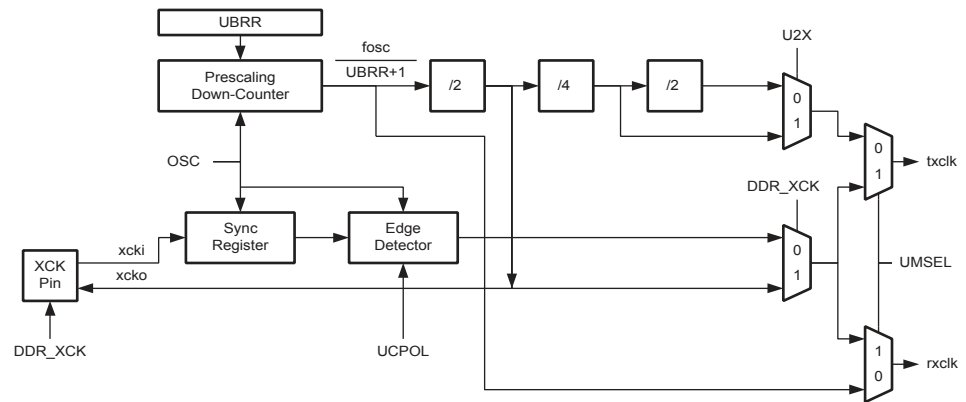 UBRR
fosc
UBRR+1
U2X
Prescaling
Down-Counter
/2
/4
/2
0
1
OSC
0
1
txclk
DDR_XCK
xcki
Sync
Register
Edge
Detector
0
1
XCK
Pin
xcko
UMSEL
DDR_XCK
UCPOL
1
0
rxclk